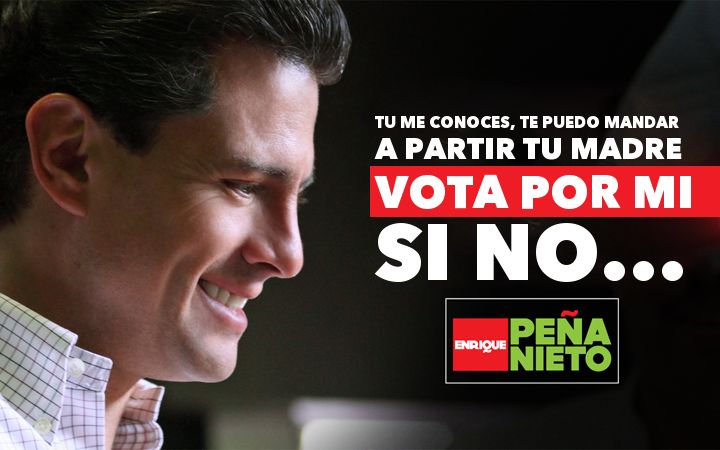 TU ME CONOCES, TE PUEDO MANDAR
A PARTIR TU MADRE
VOTA POR MI
SI NO...
ENRIQUE
PEÑA
NIETO